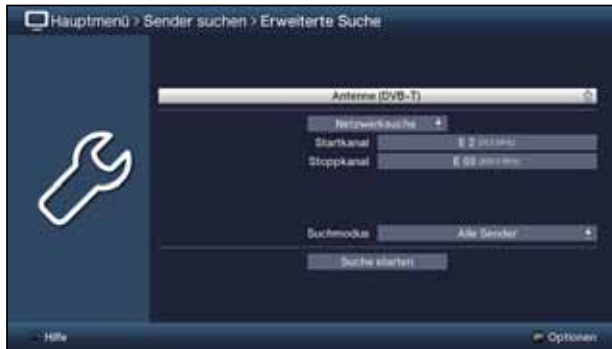 Hauptmenü > Sender suchen > Erweiterte Suche
Antenne (DVB-T)
Netzwerksuche
Startkanal E 2
Stoppkanal E 69
Suchmodus Alle Sender
Suche starten
Hilfe Optionen